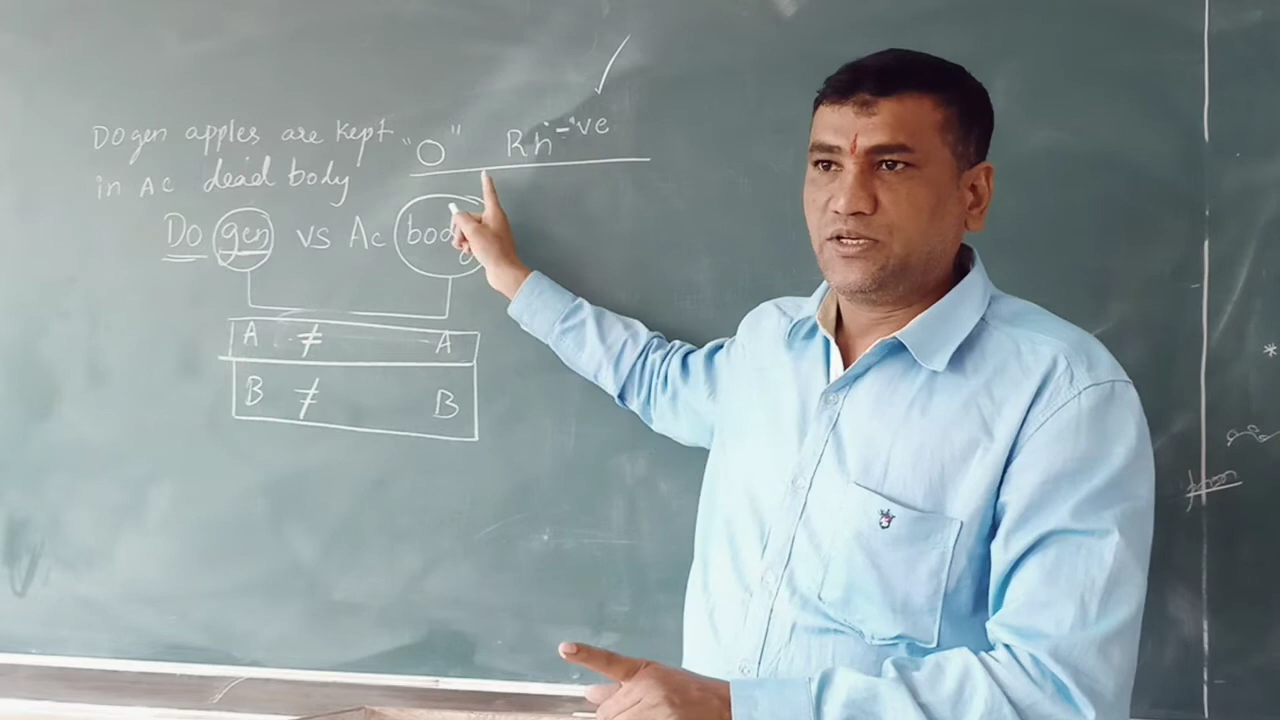 Dogen apples are kept
in Ac dead body
"O" Rh -ve
Dogen vs Ac body
A ≠ A
B ≠ B